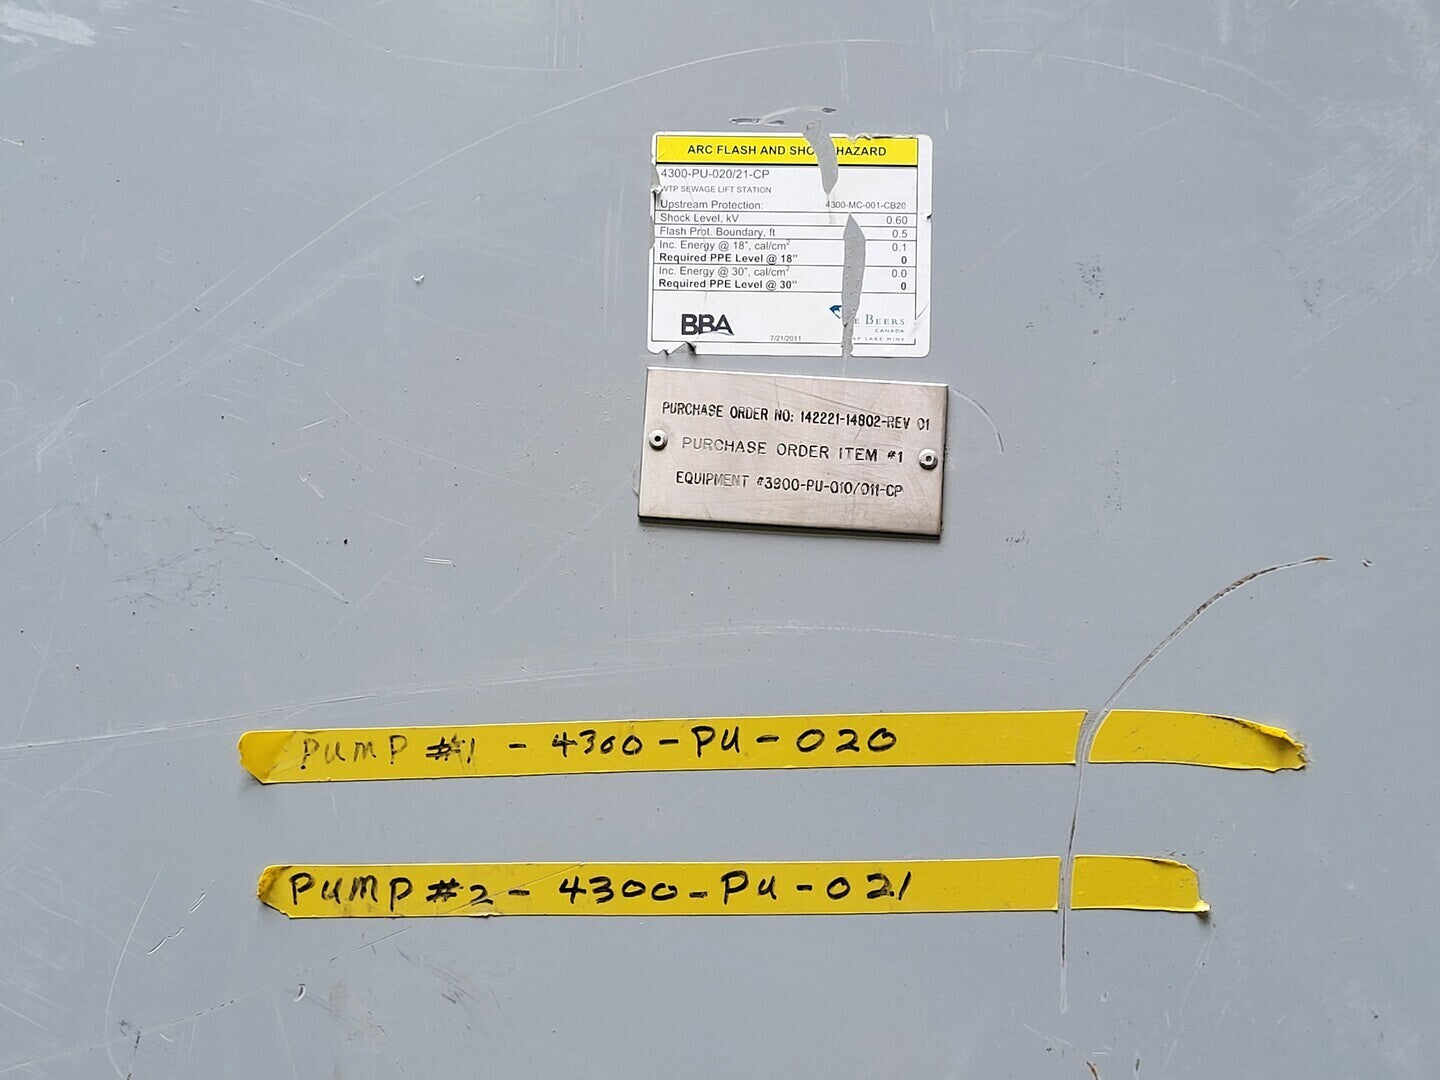 ARC FLASH AND SHOCK HAZARD
4300-PU-020/21-CP
WTP SEWAGE LIFT STATION
Upstream Protection: 4300-MC-001-CB20
Shock Level, kV 0.60
Flash Prot. Boundary, ft 0.5
Inc. Energy @ 18", cal/cm² 0.1
Required PPE Level @ 18" 0
Inc. Energy @ 30", cal/cm² 0.0
Required PPE Level @ 30" 0
BBA
E BEERS
CANADA
LAKE MINE
7/21/2011
PURCHASE ORDER NO: 142221-14802-REV 01
PURCHASE ORDER ITEM #1
EQUIPMENT #3900-PU-010/011-CP
PUMP #1 - 4300-PU-020
PUMP #2 - 4300-PU-021